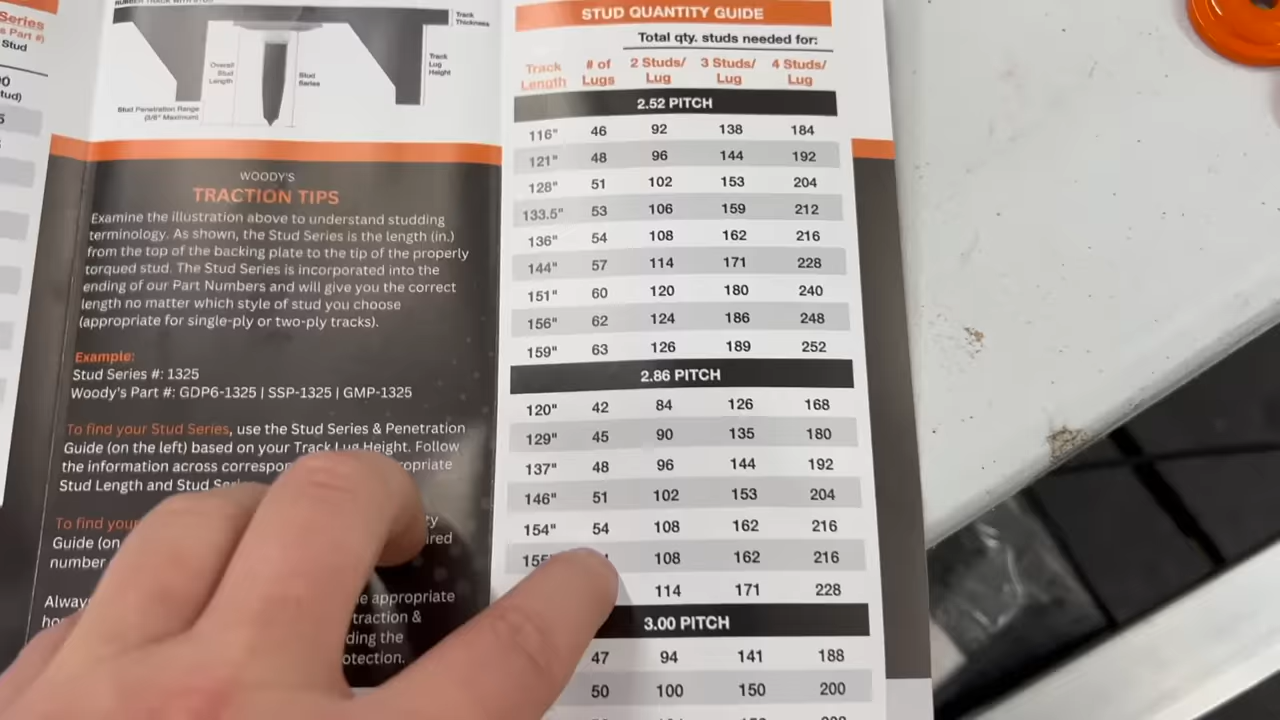 Series
s Part #)
Stud
tud)
RUBBER TRACK WITH STUD
Track
Thickness
Overall
Stud
Length
Stud
Series
Track
Lug
Height
Stud Penetration Range
(3/8" Maximum)
WOODY'S
TRACTION TIPS
Examine the illustration above to understand studding
terminology. As shown, the Stud Series is the length (in.)
from the top of the backing plate to the tip of the properly
torqued stud. The Stud Series is incorporated into the
ending of our Part Numbers and will give you the correct
length no matter which style of stud you choose
(appropriate for single-ply or two-ply tracks).
Example:
Stud Series #: 1325
Woody's Part #: GDP6-1325 | SSP-1325 | GMP-1325
To find your Stud Series, use the Stud Series & Penetration
Guide (on the left) based on your Track Lug Height. Follow
the information across correspon propriate
Stud Length and Stud
To find your ty
Guide (on ired
number
Alway e appropriate
traction &
ding the
otection.
STUD QUANTITY GUIDE
Total qty. studs needed for:
Track Length # of Lugs 2 Studs/ Lug 3 Studs/ Lug 4 Studs/ Lug
2.52 PITCH
116" 46 92 138 184
121" 48 96 144 192
128" 51 102 153 204
133.5" 53 106 159 212
136" 54 108 162 216
144" 57 114 171 228
151" 60 120 180 240
156" 62 124 186 248
159" 63 126 189 252
2.86 PITCH
120" 42 84 126 168
129" 45 90 135 180
137" 48 96 144 192
146" 51 102 153 204
154" 54 108 162 216
155 108 162 216
114 171 228
3.00 PITCH
47 94 141 188
50 100 150 200